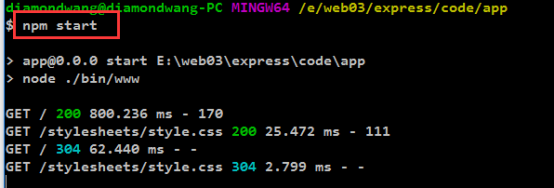 diamondwang@diamondwang-PC MINGW64 /e/web03/express/code/app
$ npm start
> app@0.0.0 start E:\web03\express\code\app
> node ./bin/www
GET / 200 800.236 ms - 170
GET /stylesheets/style.css 200 25.472 ms - 111
GET / 304 62.440 ms - -
GET /stylesheets/style.css 304 2.799 ms - -